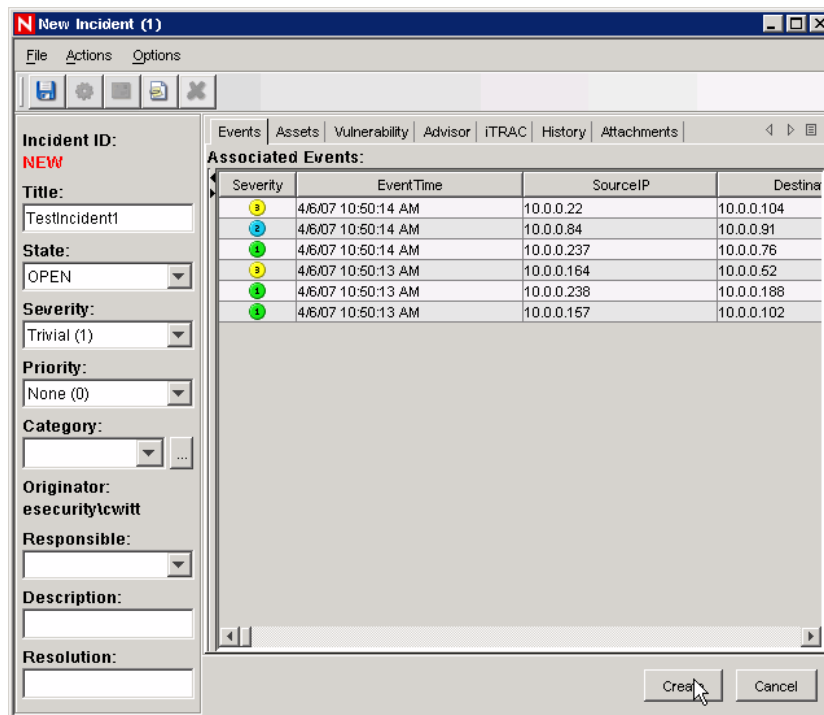 N New Incident (1)
File Actions Options
Incident ID:
NEW
Title:
TestIncident1
State:
OPEN
Severity:
Trivial (1)
Priority:
None (0)
Category:
...
Originator:
esecurity\cwitt
Responsible:
Description:
Resolution:
Events Assets Vulnerability Advisor iTRAC History Attachments
Associated Events:
Severity EventTime SourceIP Destina
3 4/6/07 10:50:14 AM 10.0.0.22 10.0.0.104
2 4/6/07 10:50:14 AM 10.0.0.84 10.0.0.91
1 4/6/07 10:50:14 AM 10.0.0.237 10.0.0.76
3 4/6/07 10:50:13 AM 10.0.0.164 10.0.0.52
1 4/6/07 10:50:13 AM 10.0.0.238 10.0.0.188
1 4/6/07 10:50:13 AM 10.0.0.157 10.0.0.102
Create Cancel